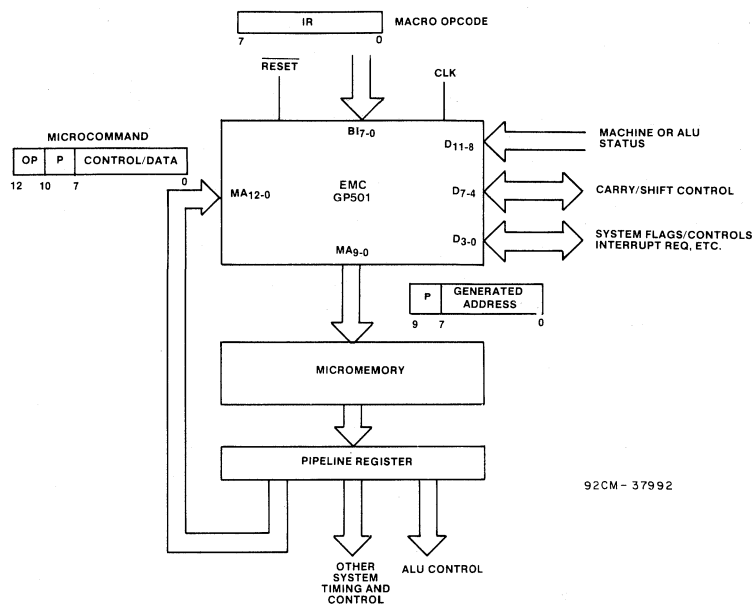 IR
MACRO OPCODE
7 0
RESET
CLK
BI7-0
MICROCOMMAND
OP P CONTROL/DATA
12 10 7 0
MA12-0
EMC
GP501
MA9-0
D11-8
D7-4
D3-0
MACHINE OR ALU
STATUS
CARRY/SHIFT CONTROL
SYSTEM FLAGS/CONTROLS
INTERRUPT REQ, ETC.
P GENERATED
ADDRESS
9 7 0
MICROMEMORY
PIPELINE REGISTER
92CM-37992
OTHER
SYSTEM
TIMING AND
CONTROL
ALU CONTROL